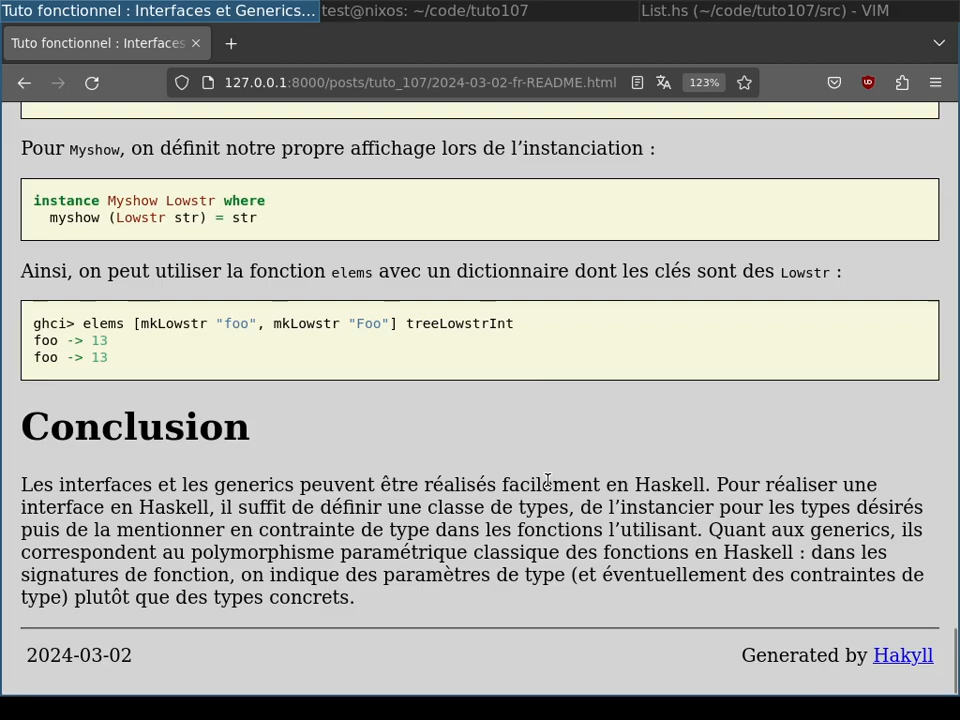 Tuto fonctionnel : Interfaces et Generics... test@nixos: ~/code/tuto107 List.hs (~/code/tuto107/src) - VIM
Tuto fonctionnel : Interfaces
127.0.0.1:8000/posts/tuto_107/2024-03-02-fr-README.html 123%
Pour Myshow, on définit notre propre affichage lors de l’instanciation :
instance Myshow Lowstr where
myshow (Lowstr str) = str
Ainsi, on peut utiliser la fonction elems avec un dictionnaire dont les clés sont des Lowstr :
ghci> elems [mkLowstr "foo", mkLowstr "Foo"] treeLowstrInt
foo -> 13
foo -> 13
Conclusion
Les interfaces et les generics peuvent être réalisés facilement en Haskell. Pour réaliser une
interface en Haskell, il suffit de définir une classe de types, de l’instancier pour les types désirés
puis de la mentionner en contrainte de type dans les fonctions l’utilisant. Quant aux generics, ils
correspondent au polymorphisme paramétrique classique des fonctions en Haskell : dans les
signatures de fonction, on indique des paramètres de type (et éventuellement des contraintes de
type) plutôt que des types concrets.
2024-03-02 Generated by Hakyll